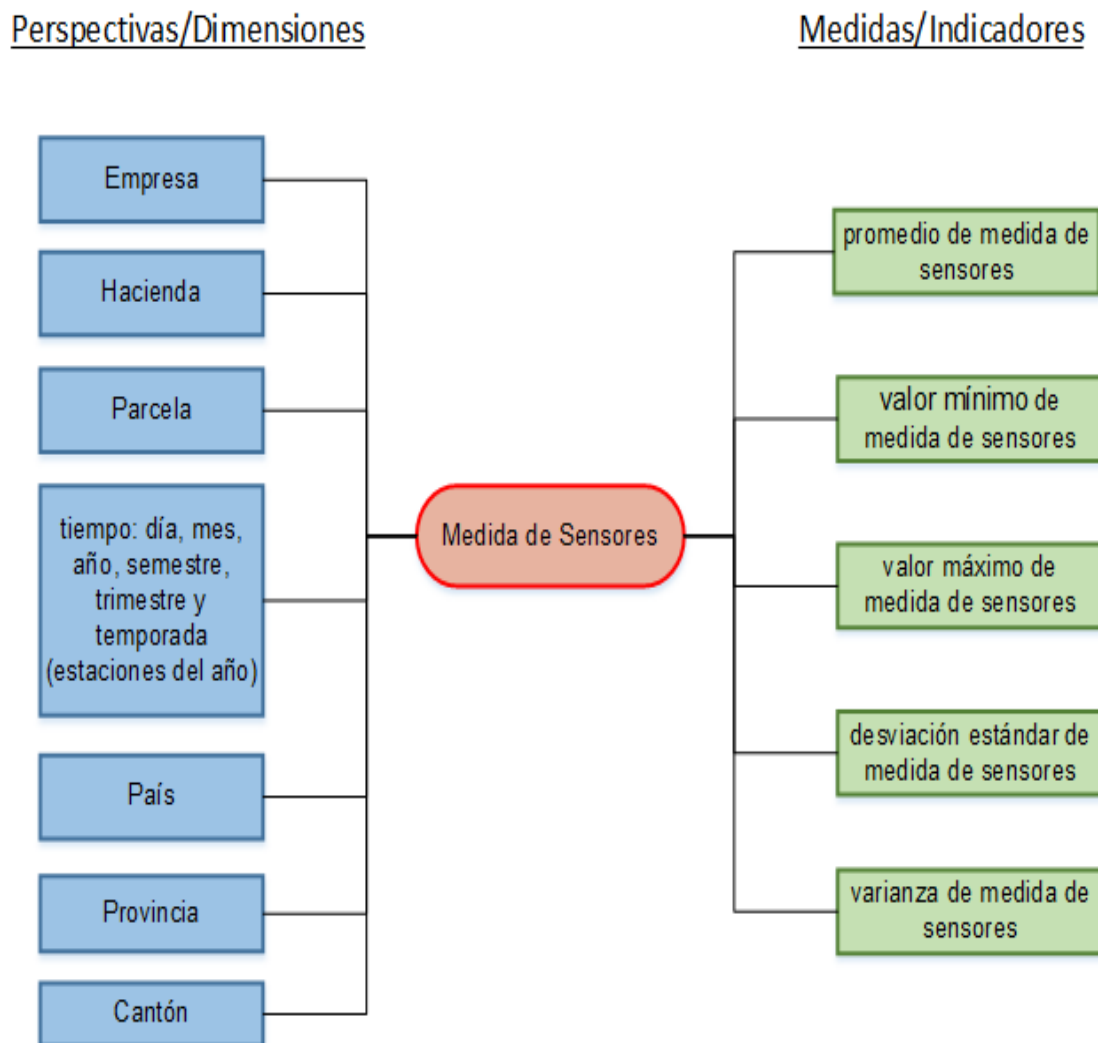 Perspectivas/Dimensiones
Medidas/Indicadores
Empresa
Hacienda
Parcela
tiempo: día, mes,
año, semestre,
trimestre y
temporada
(estaciones del año)
País
Provincia
Cantón
Medida de Sensores
promedio de medida de
sensores
valor mínimo de
medida de sensores
valor máximo de
medida de sensores
desviación estándar de
medida de sensores
varianza de medida de
sensores